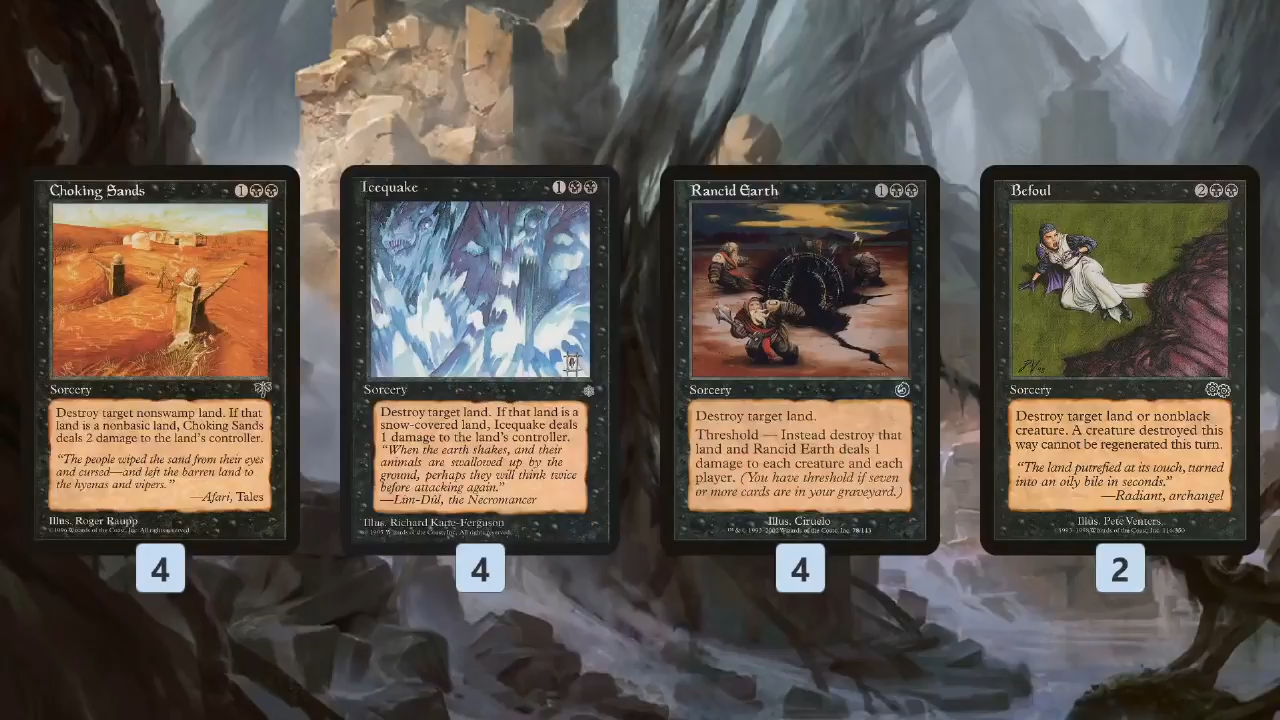 Choking Sands 1
Sorcery
Destroy target nonswamp land. If that
land is a nonbasic land, Choking Sands
deals 2 damage to the land's controller.
"The people wiped the sand from their eyes
and cursed—and left the barren land to
the hyenas and vipers."
—Afari, Tales
Illus. Roger Raupp
4
Icequake 1
Sorcery
Destroy target land. If that land is a
snow-covered land, Icequake deals
1 damage to the land's controller.
"When the earth shakes, and their
animals are swallowed up by the
ground, perhaps they will think twice
before attacking again."
—Lim-Dûl, the Necromancer
Illus. Richard Kane-Ferguson
4
Rancid Earth 1
Sorcery
Destroy target land.
Threshold — Instead destroy that
land and Rancid Earth deals 1
damage to each creature and each
player. (You have threshold if seven
or more cards are in your graveyard.)
Illus. Ciruelo
4
Befoul 2
Sorcery
Destroy target land or nonblack
creature. A creature destroyed this
way cannot be regenerated this turn.
"The land putrefied at its touch, turned
into an oily bile in seconds."
—Radiant, archangel
Illus. Pete Venters
2